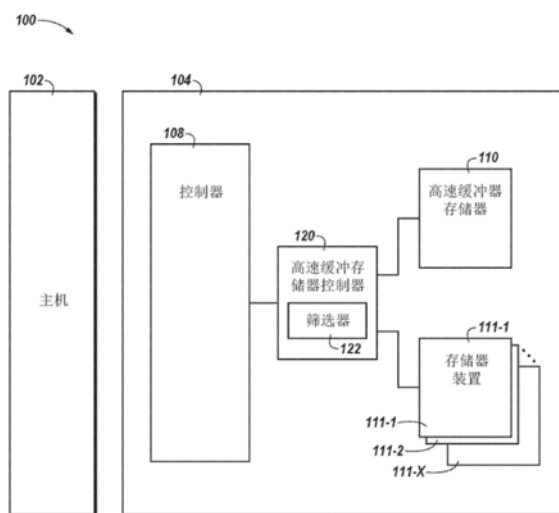 100
102
104
108
110
控制器
高速缓冲器
存储器
120
高速缓存储
器控制器
主机
筛选器
122
111-1
存储器
装置
111-1
111-2
111-X